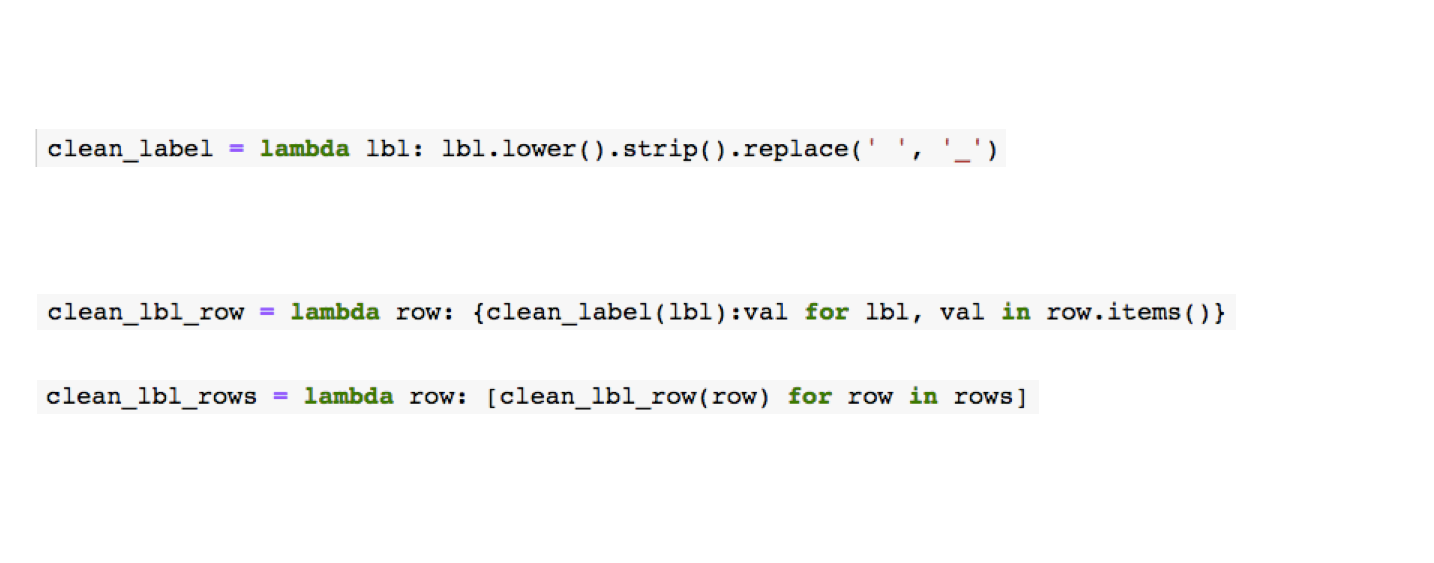 clean_label = lambda lbl: lbl.lower().strip().replace(' ', '_')
clean_lbl_row = lambda row: {clean_label(lbl):val for lbl, val in row.items()}
clean_lbl_rows = lambda row: [clean_lbl_row(row) for row in rows]